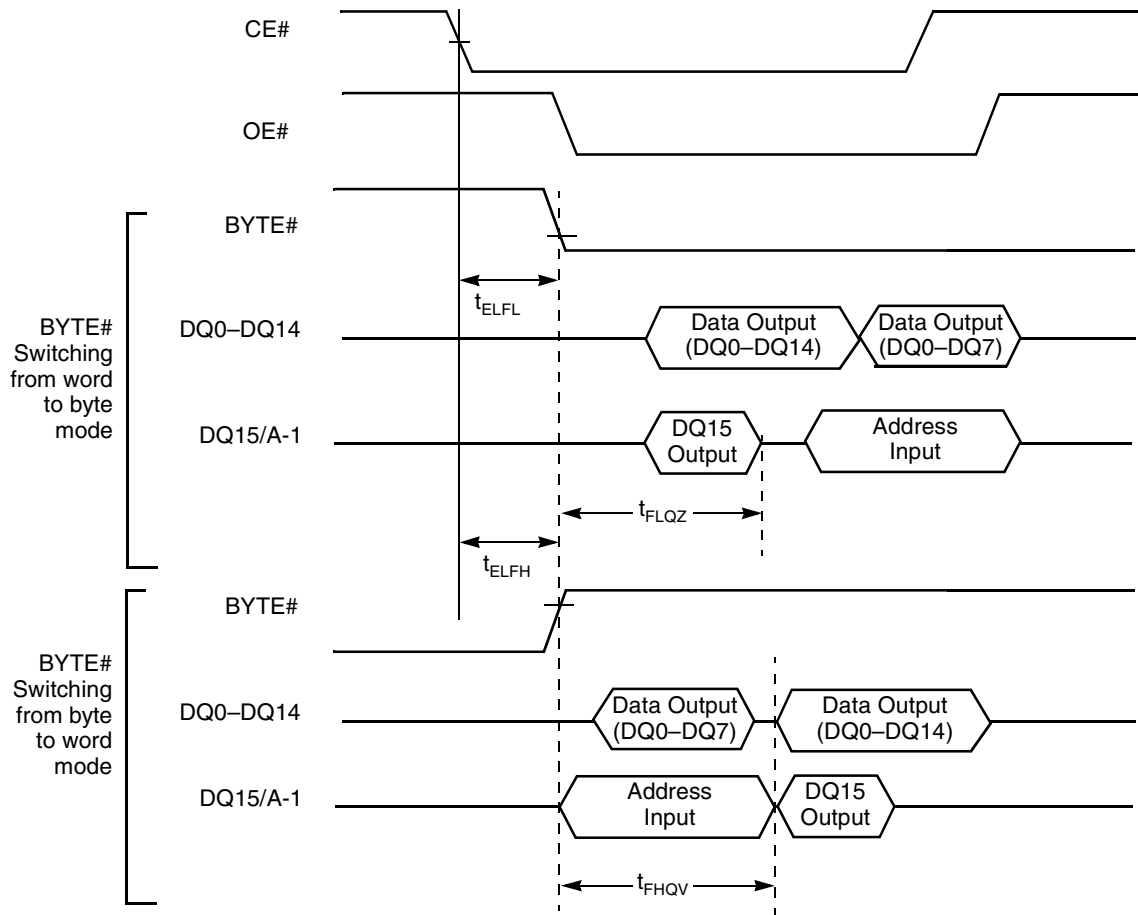 CE#
OE#
BYTE#
Switching
from word
to byte
mode
BYTE#
tELFL
DQ0–DQ14
Data Output
(DQ0–DQ14)
Data Output
(DQ0–DQ7)
DQ15/A-1
DQ15
Output
Address
Input
tFLQZ
tELFH
BYTE#
Switching
from byte
to word
mode
BYTE#
DQ0–DQ14
Data Output
(DQ0–DQ7)
Data Output
(DQ0–DQ14)
DQ15/A-1
Address
Input
DQ15
Output
tFHQV